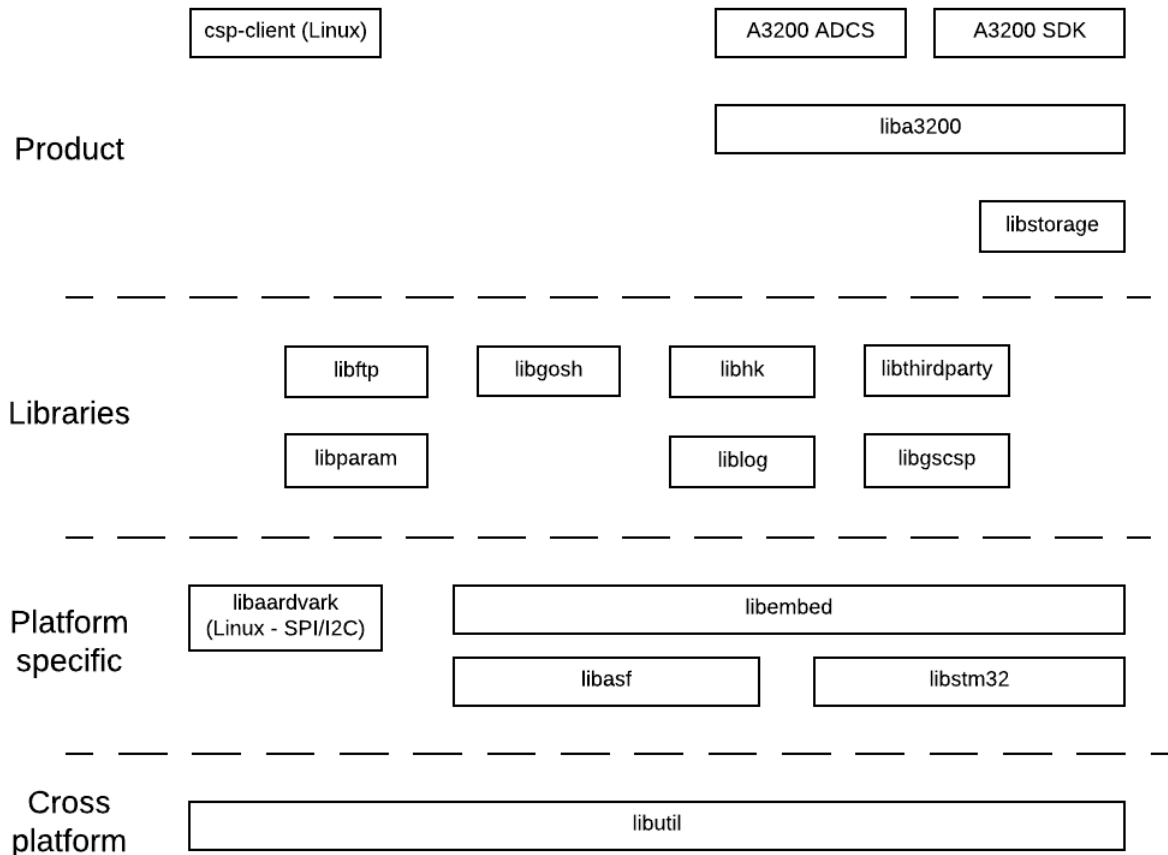 csp-client (Linux)
A3200 ADCS
A3200 SDK
Product
liba3200
libstorage
libftp
libgosh
libhk
libthirdparty
Libraries
libparam
liblog
libgscsp
Platform
specific
libaardvark
(Linux - SPI/I2C)
libembed
libasf
libstm32
Cross
platform
libutil